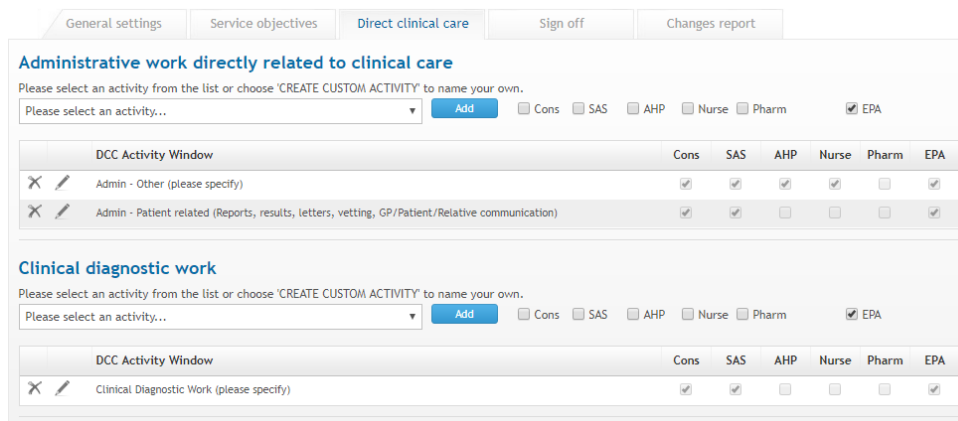 General settings Service objectives Direct clinical care Sign off Changes report
Administrative work directly related to clinical care
Please select an activity from the list or choose 'CREATE CUSTOM ACTIVITY' to name your own.
Please select an activity... Add Cons SAS AHP Nurse Pharm EPA
DCC Activity Window Cons SAS AHP Nurse Pharm EPA
Admin - Other (please specify)
Admin - Patient related (Reports, results, letters, vetting, GP/Patient/Relative communication)
Clinical diagnostic work
Please select an activity from the list or choose 'CREATE CUSTOM ACTIVITY' to name your own.
Please select an activity... Add Cons SAS AHP Nurse Pharm EPA
DCC Activity Window Cons SAS AHP Nurse Pharm EPA
Clinical Diagnostic Work (please specify)